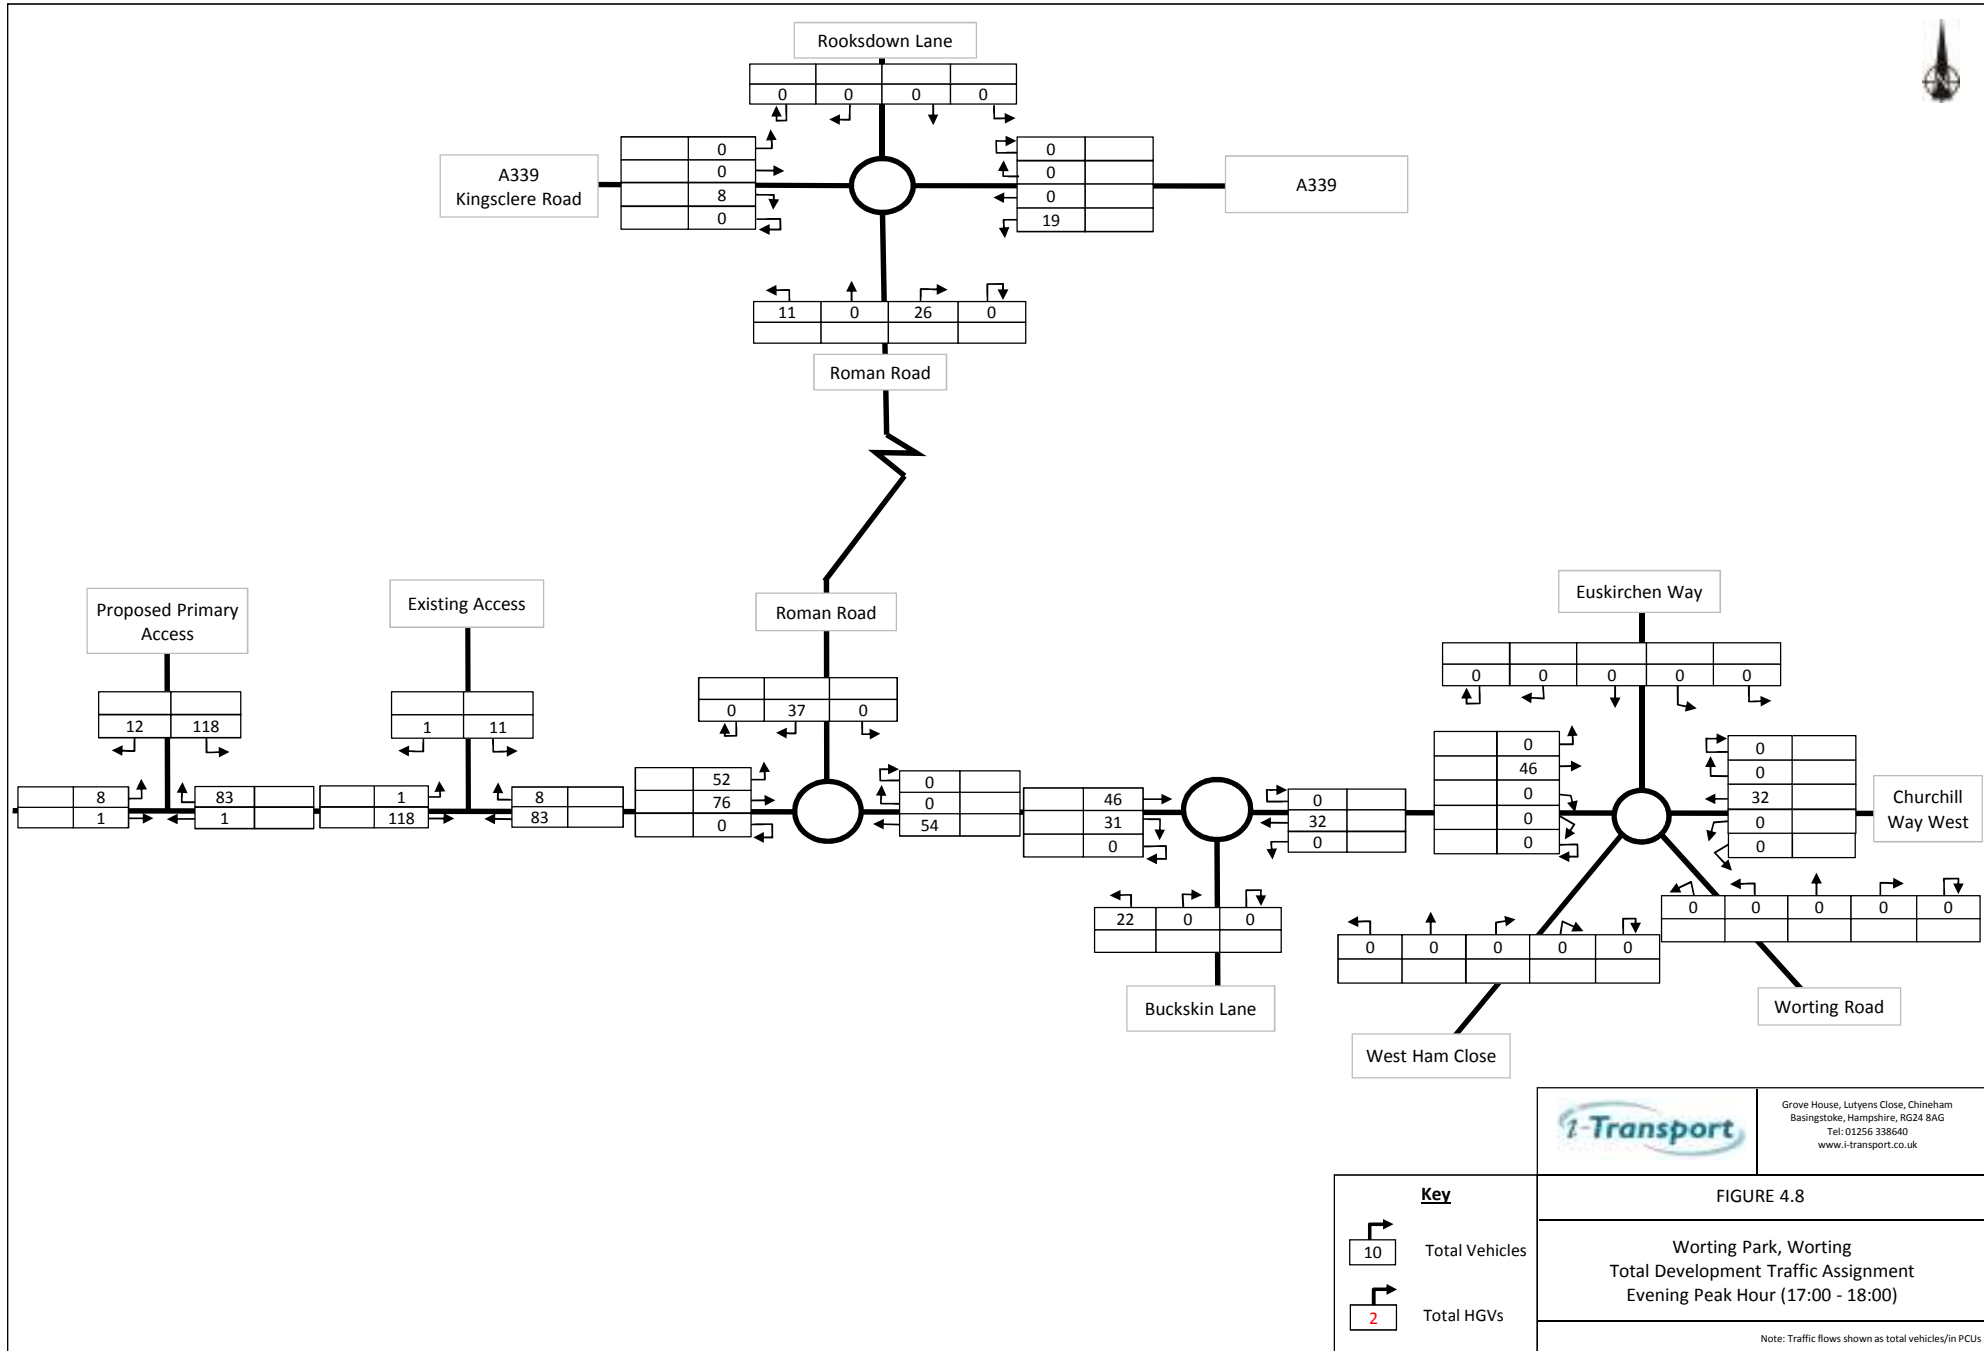 Rooksdown Lane
0 0 0 0
A339
Kingsclere Road
0
0
8
0
0
0
0
19
A339
11 0 26 0
Roman Road
Proposed Primary
Access
12 118
8
1
83
1
Existing Access
1 11
1
118
8
83
Roman Road
0 37 0
52
76
0
0
0
54
46
31
0
0
32
0
22 0 0
Buckskin Lane
Euskirchen Way
0 0 0 0 0
0
46
0
0
0
0
0
32
0
0
Churchill
Way West
0 0 0 0 0
Worting Road
0 0 0 0 0
West Ham Close
N
i-Transport
Grove House, Lutyens Close, Chineham
Basingstoke, Hampshire, RG24 8AG
Tel: 01256 338640
www.i-transport.co.uk
Key
10 Total Vehicles
2 Total HGVs
FIGURE 4.8
Worting Park, Worting
Total Development Traffic Assignment
Evening Peak Hour (17:00 - 18:00)
Note: Traffic flows shown as total vehicles/in PCUs